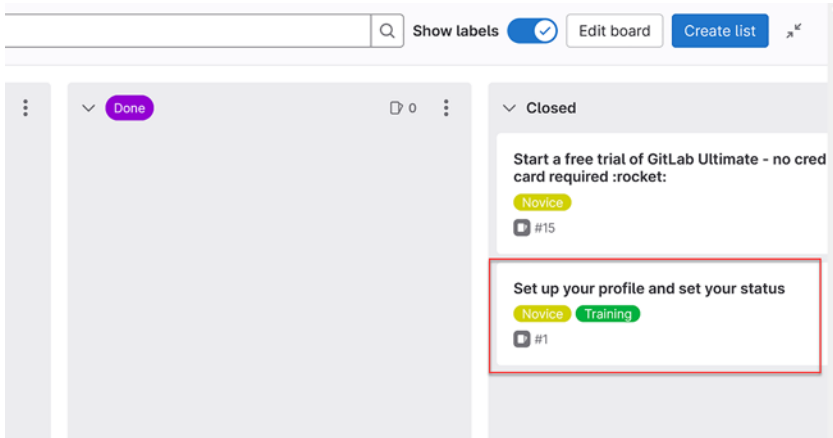 Show labels
Edit board
Create list
Done
0
Closed
Start a free trial of GitLab Ultimate - no cred
card required :rocket:
Novice
#15
Set up your profile and set your status
Novice Training
#1